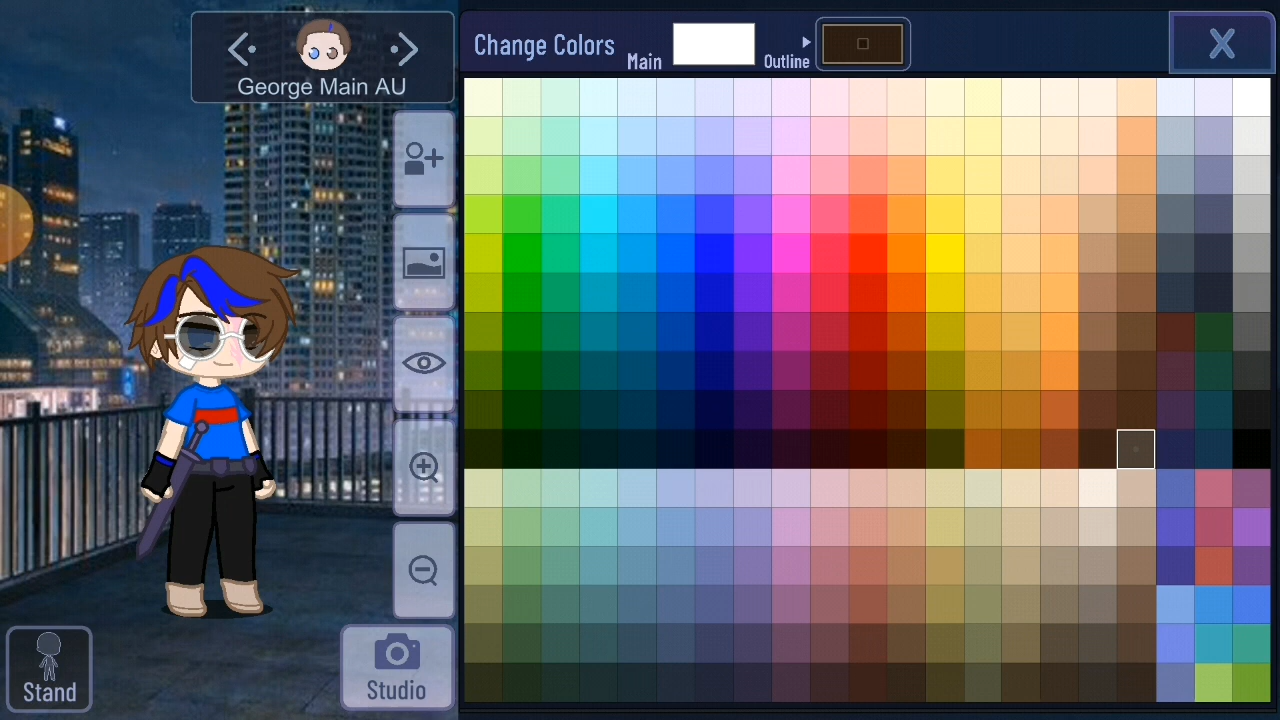 George Main AU
Change Colors
Main
Outline
X
Stand
Studio